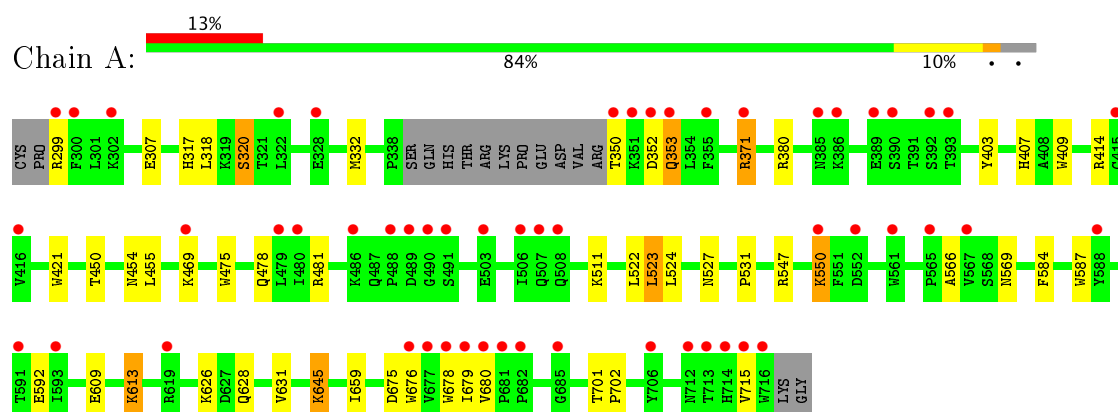 13%
Chain A:
84% 10% • •
CYS PRO R299 F300 L301 K302 E307 H317 L318 K319 S320 T321 L322 E328 M332 P338 SER GLN HIS THR ARG LYS PRO GLU ASP VAL ARG T350 K351 D352 Q353 L354 F355 R371 R380 N385 K386 E389 S390 T391 S392 T393 Y403 H407 A408 W409 R414 G415
V416 W421 T450 N454 L455 K469 W475 Q478 L479 I480 R481 K486 Q487 P488 D489 G490 S491 E503 I506 Q507 Q508 K511 L522 L523 L524 N527 P531 R547 K550 F551 D552 W561 P565 A566 V567 S568 N569 F584 W587 Y588
T591 E592 I593 E609 K613 R619 K626 D627 Q628 V631 K645 I659 D675 W676 V677 W678 I679 V680 P681 P682 G685 T701 P702 Y706 N712 T713 H714 V715 W716 LYS GLY